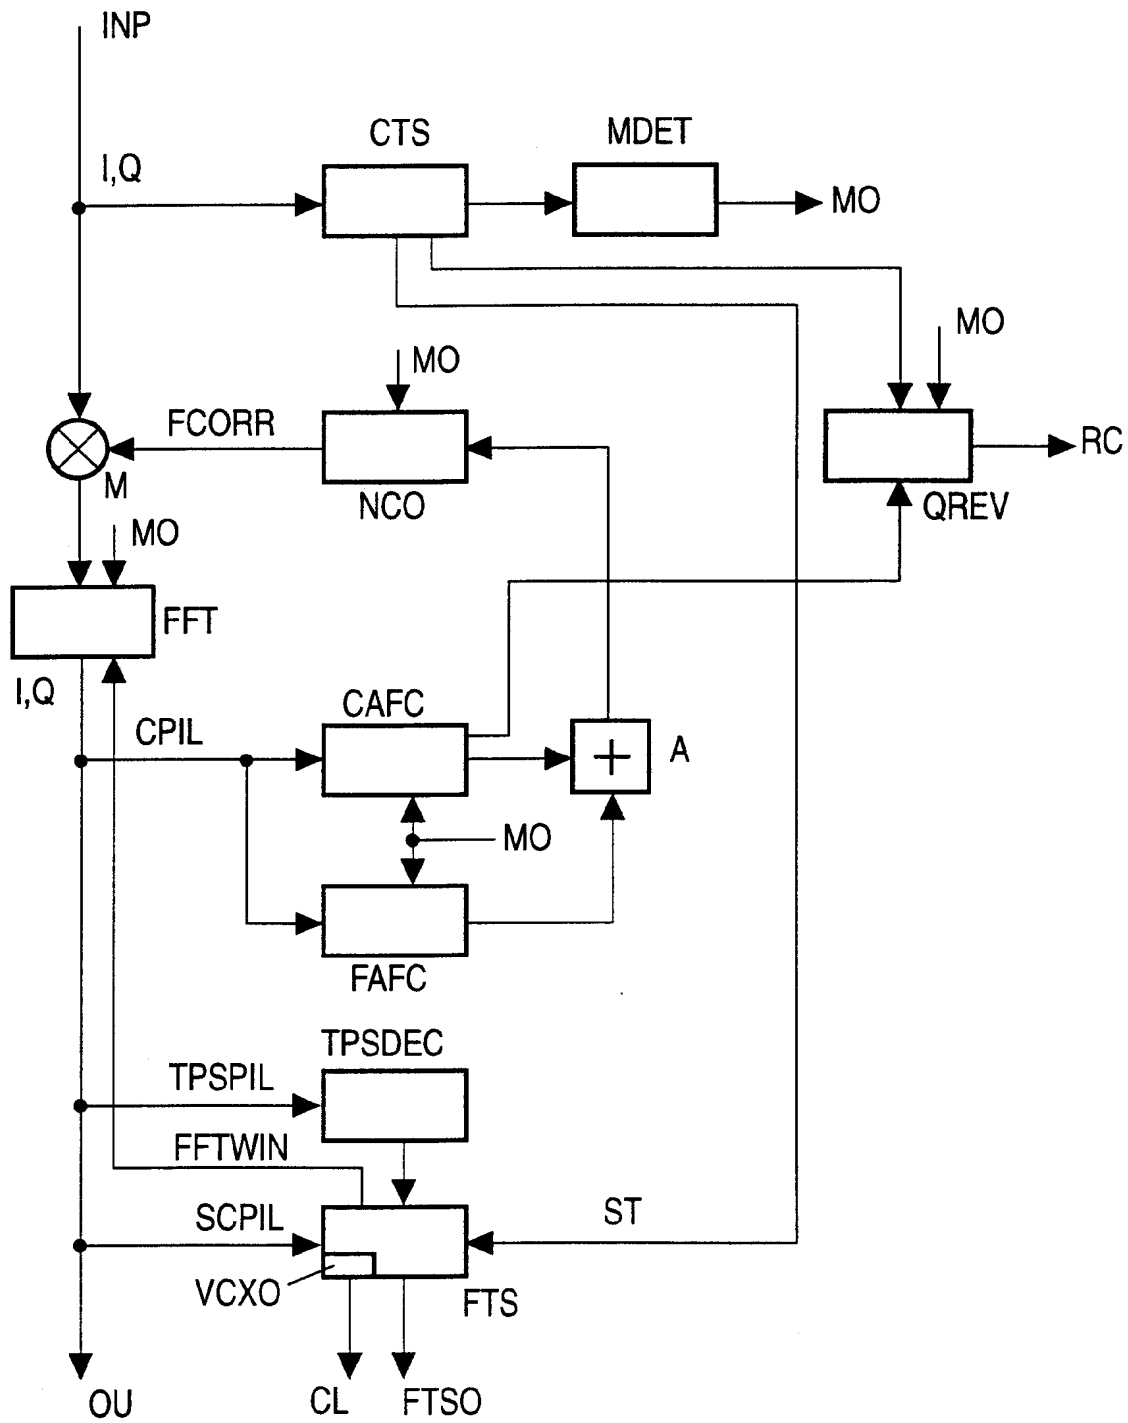 INP
CTS
MDET
I,Q
MO
MO
MO
FCORR
RC
M
NCO
QREV
MO
FFT
I,Q
CAFC
CPIL
+
A
MO
FAFC
TPSDEC
TPSPIL
FFTWIN
SCPIL
ST
VCXO
FTS
OU
CL
FTSO